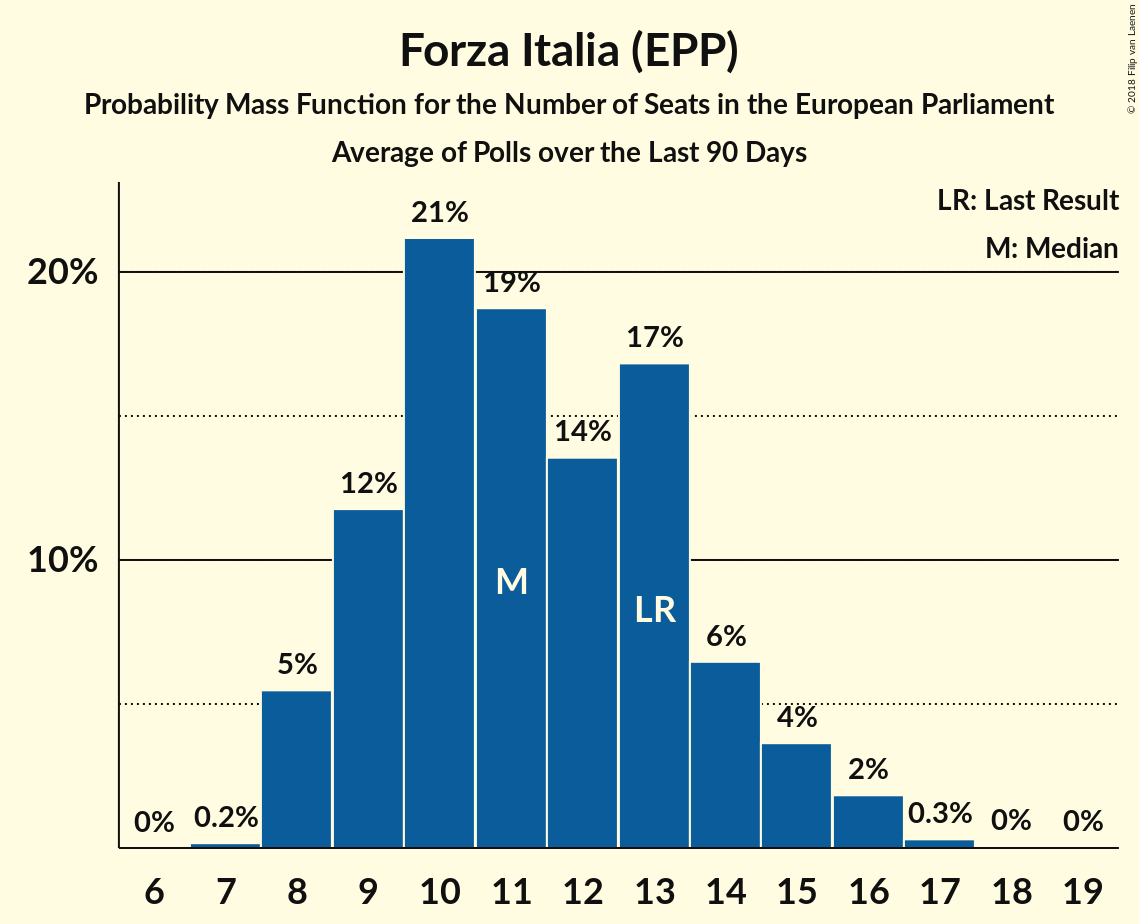 Forza Italia (EPP)
Probability Mass Function for the Number of Seats in the European Parliament
Average of Polls over the Last 90 Days
© 2018 Filip van Laenen
LR: Last Result
M: Median
20%
10%
0%
0.2%
5%
12%
21%
19%
14%
17%
6%
4%
2%
0.3%
0%
0%
M
LR
6 7 8 9 10 11 12 13 14 15 16 17 18 19